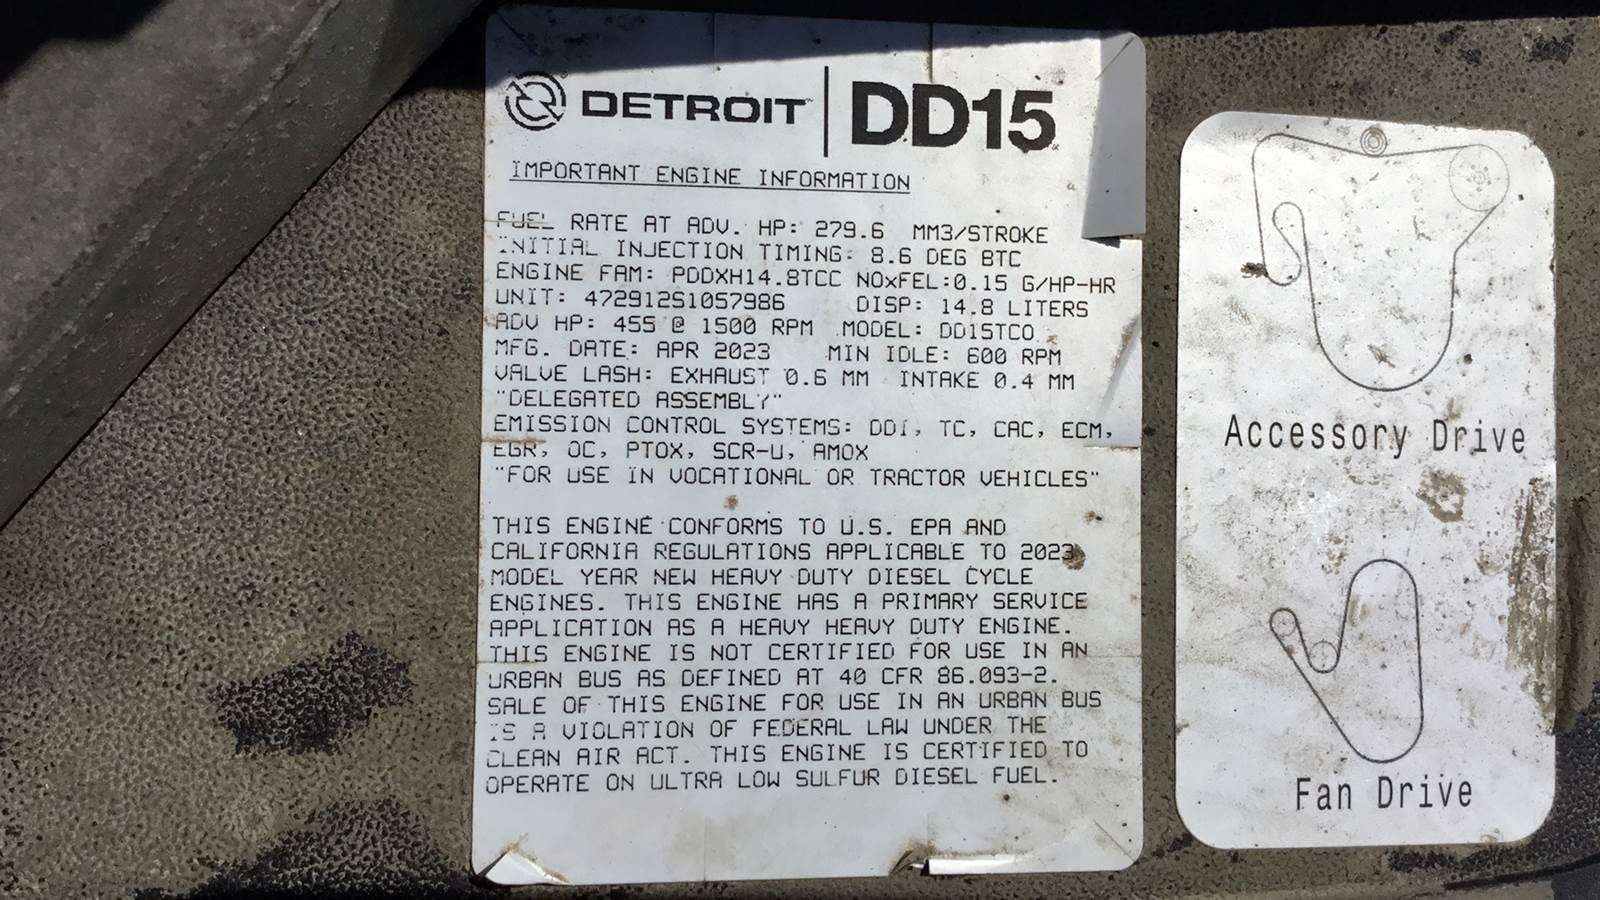 DETROIT DD15
IMPORTANT ENGINE INFORMATION
FUEL RATE AT ADV. HP: 279.6 MM3/STROKE
INITIAL INJECTION TIMING: 8.6 DEG BTC
ENGINE FAM: PDDXH14.8TCC NOxFEL:0.15 G/HP-HR
UNIT: 472912S1057986 DISP: 14.8 LITERS
ADV HP: 455 @ 1500 RPM MODEL: DD15TCO
MFG. DATE: APR 2023 MIN IDLE: 600 RPM
VALVE LASH: EXHAUST 0.6 MM INTAKE 0.4 MM
"DELEGATED ASSEMBLY"
EMISSION CONTROL SYSTEMS: DDI, TC, CAC, ECM,
EGR, OC, PTOX, SCR-U, AMOX
"FOR USE IN VOCATIONAL OR TRACTOR VEHICLES"
THIS ENGINE CONFORMS TO U.S. EPA AND
CALIFORNIA REGULATIONS APPLICABLE TO 2023
MODEL YEAR NEW HEAVY DUTY DIESEL CYCLE
ENGINES. THIS ENGINE HAS A PRIMARY SERVICE
APPLICATION AS A HEAVY HEAVY DUTY ENGINE.
THIS ENGINE IS NOT CERTIFIED FOR USE IN AN
URBAN BUS AS DEFINED AT 40 CFR 86.093-2.
SALE OF THIS ENGINE FOR USE IN AN URBAN BUS
IS A VIOLATION OF FEDERAL LAW UNDER THE
CLEAN AIR ACT. THIS ENGINE IS CERTIFIED TO
OPERATE ON ULTRA LOW SULFUR DIESEL FUEL.
Accessory Drive
Fan Drive